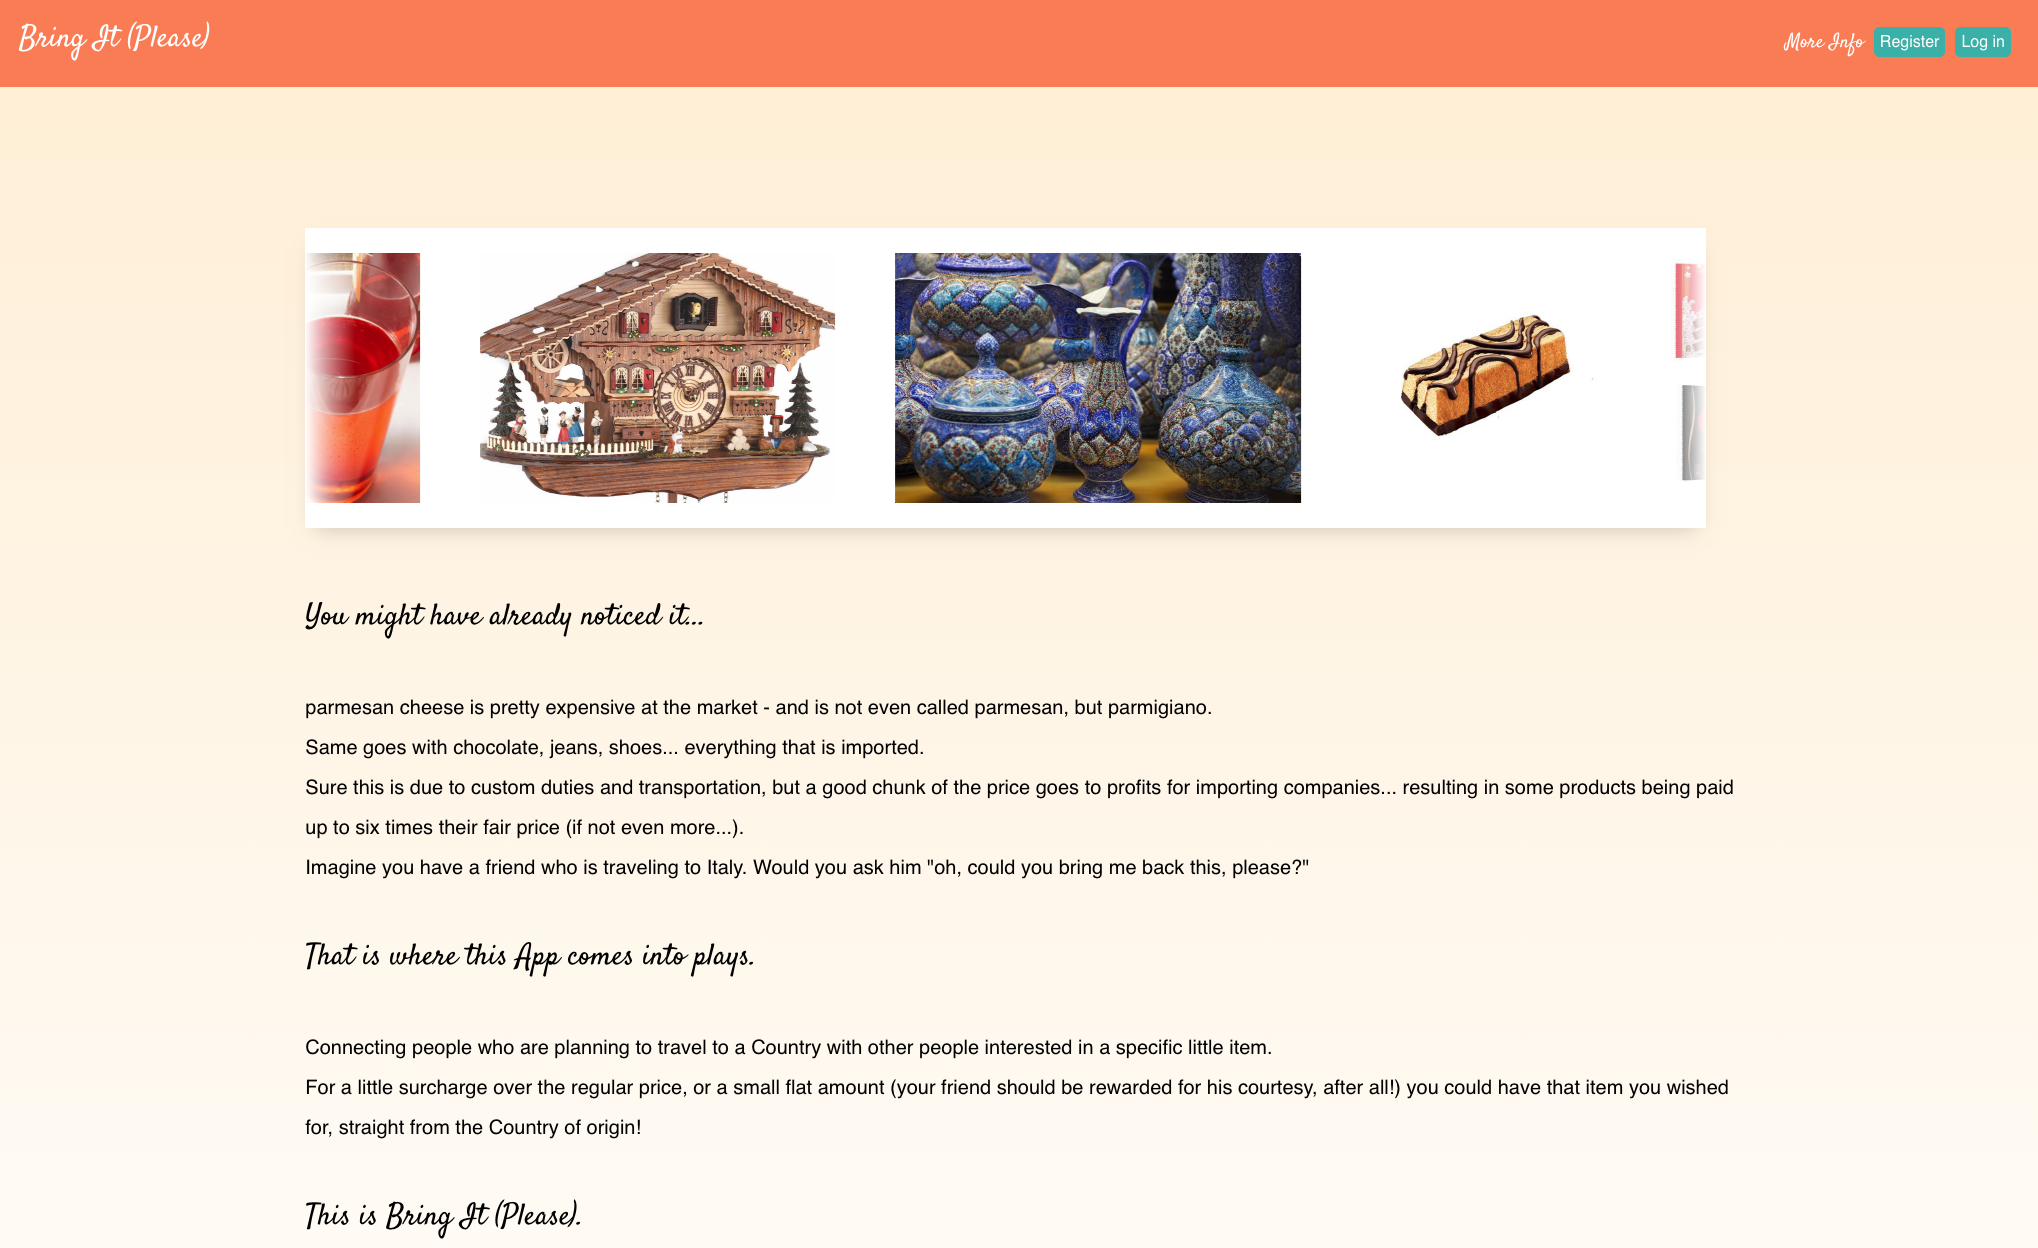 Bring It (Please)
More Info Register Log in
You might have already noticed it...
parmesan cheese is pretty expensive at the market - and is not even called parmesan, but parmigiano.
Same goes with chocolate, jeans, shoes... everything that is imported.
Sure this is due to custom duties and transportation, but a good chunk of the price goes to profits for importing companies... resulting in some products being paid
up to six times their fair price (if not even more...).
Imagine you have a friend who is traveling to Italy. Would you ask him "oh, could you bring me back this, please?"
That is where this App comes into plays.
Connecting people who are planning to travel to a Country with other people interested in a specific little item.
For a little surcharge over the regular price, or a small flat amount (your friend should be rewarded for his courtesy, after all!) you could have that item you wished
for, straight from the Country of origin!
This is Bring It (Please).